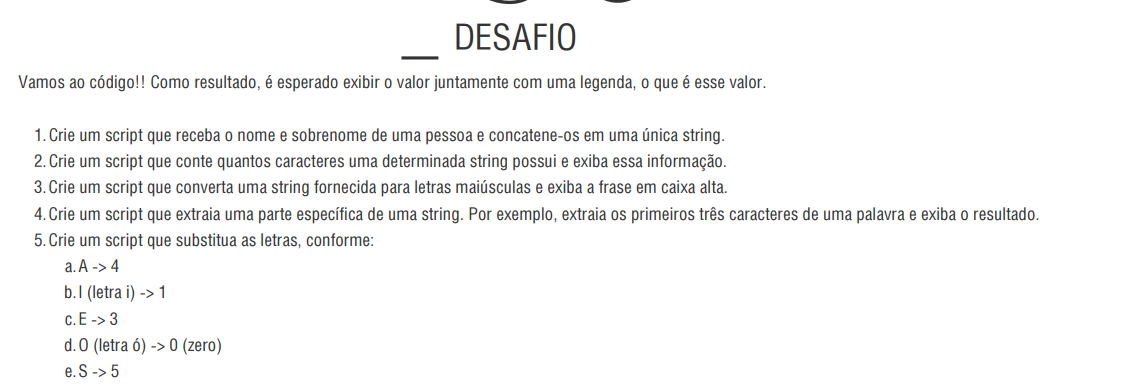 __ DESAFIO
Vamos ao código!! Como resultado, é esperado exibir o valor juntamente com uma legenda, o que é esse valor.
1. Crie um script que receba o nome e sobrenome de uma pessoa e concatene-os em uma única string.
2. Crie um script que conte quantos caracteres uma determinada string possui e exiba essa informação.
3. Crie um script que converta uma string fornecida para letras maiúsculas e exiba a frase em caixa alta.
4. Crie um script que extraia uma parte específica de uma string. Por exemplo, extraia os primeiros três caracteres de uma palavra e exiba o resultado.
5. Crie um script que substitua as letras, conforme:
a. A -> 4
b. I (letra i) -> 1
c. E -> 3
d. O (letra ó) -> 0 (zero)
e. S -> 5